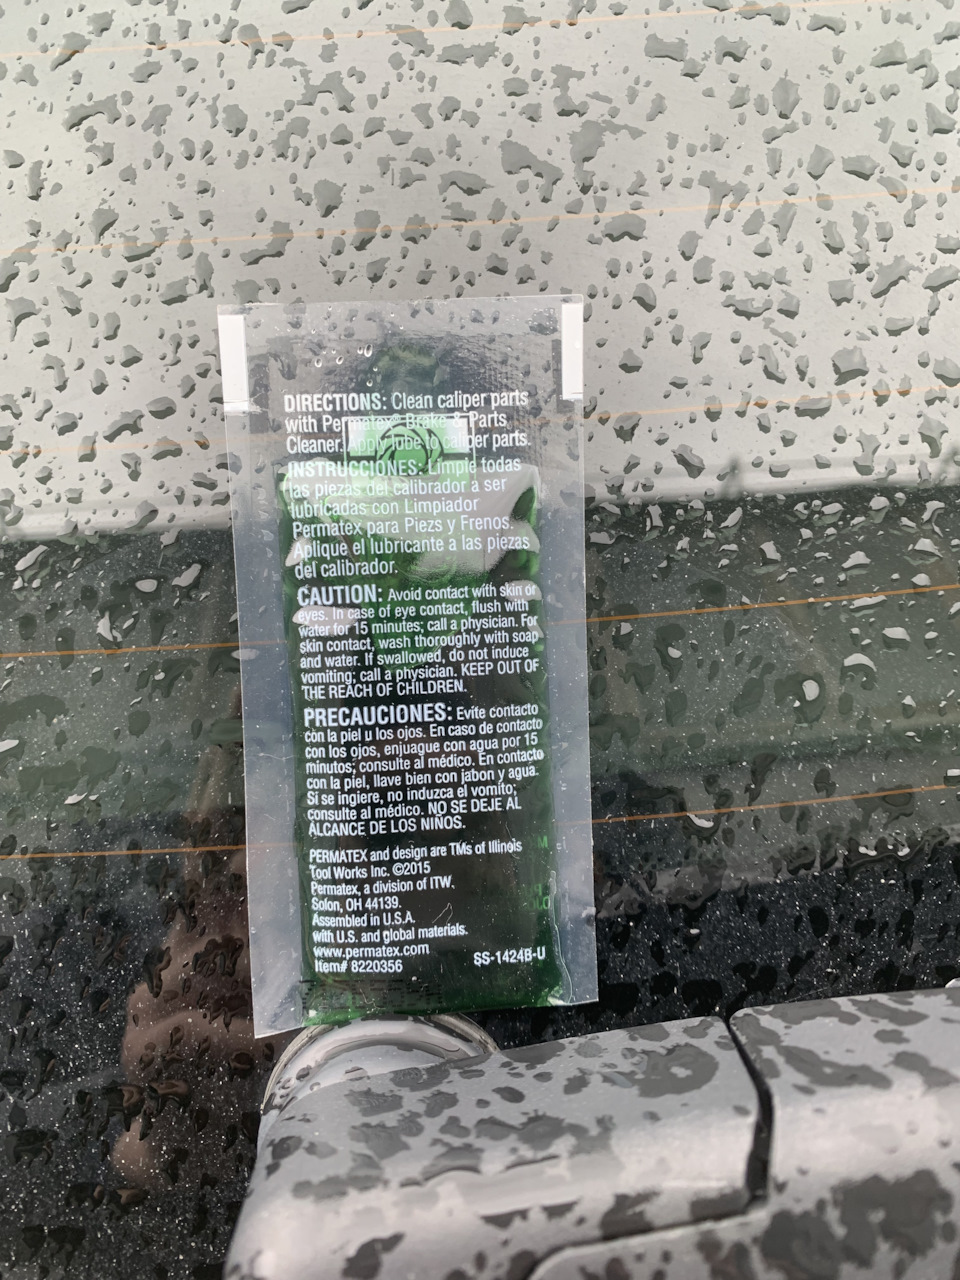 DIRECTIONS: Clean caliper parts
with Permatex® Brake & Parts
Cleaner. Apply lube to caliper parts.
INSTRUCCIONES: Limpie todas
las piezas del calibrador a ser
lubricadas con Limpiador
Permatex para Piezs y Frenos.
Aplique el lubricante a las piezas
del calibrador.
CAUTION: Avoid contact with skin or
eyes. In case of eye contact, flush with
water for 15 minutes; call a physician. For
skin contact, wash thoroughly with soap
and water. If swallowed, do not induce
vomiting; call a physician. KEEP OUT OF
THE REACH OF CHILDREN.
PRECAUCIONES: Evite contacto
con la piel u los ojos. En caso de contacto
con los ojos, enjuague con agua por 15
minutos; consulte al médico. En contacto
con la piel, llave bien con jabon y agua.
Si se ingiere, no induzca el vomito;
consulte al médico. NO SE DEJE AL
ALCANCE DE LOS NIÑOS.
PERMATEX and design are TMs of Illinois
Tool Works Inc. ©2015
Permatex, a division of ITW.
Solon, OH 44139.
Assembled in U.S.A.
with U.S. and global materials.
www.permatex.com
Item# 8220356 SS-1424B-U